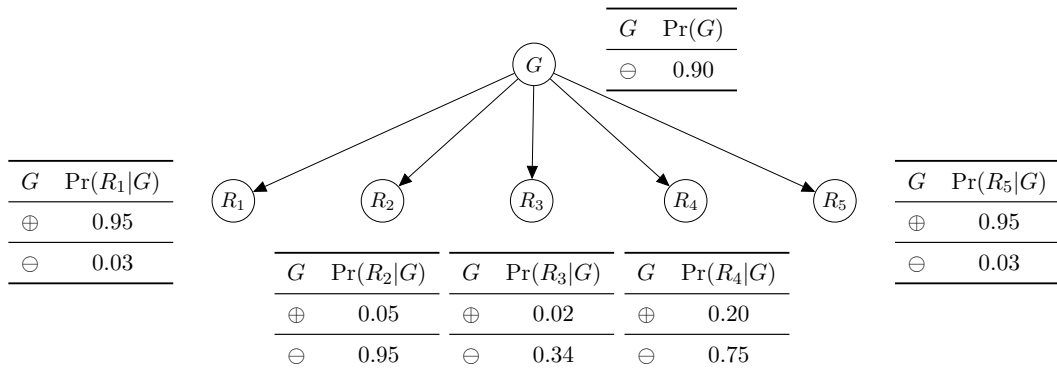 G Pr(G)
⊖ 0.90
G
G Pr(R₁|G)
⊕ 0.95
⊖ 0.03
R₁
R₂
R₃
R₄
R₅
G Pr(R₅|G)
⊕ 0.95
⊖ 0.03
G Pr(R₂|G)
⊕ 0.05
⊖ 0.95
G Pr(R₃|G)
⊕ 0.02
⊖ 0.34
G Pr(R₄|G)
⊕ 0.20
⊖ 0.75